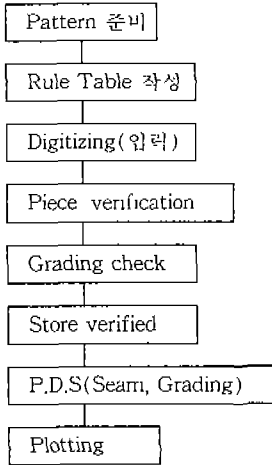 Pattern 준비
Rule Table 작성
Digitizing(입력)
Piece verification
Grading check
Store verified
P.D.S(Seam, Grading)
Plotting